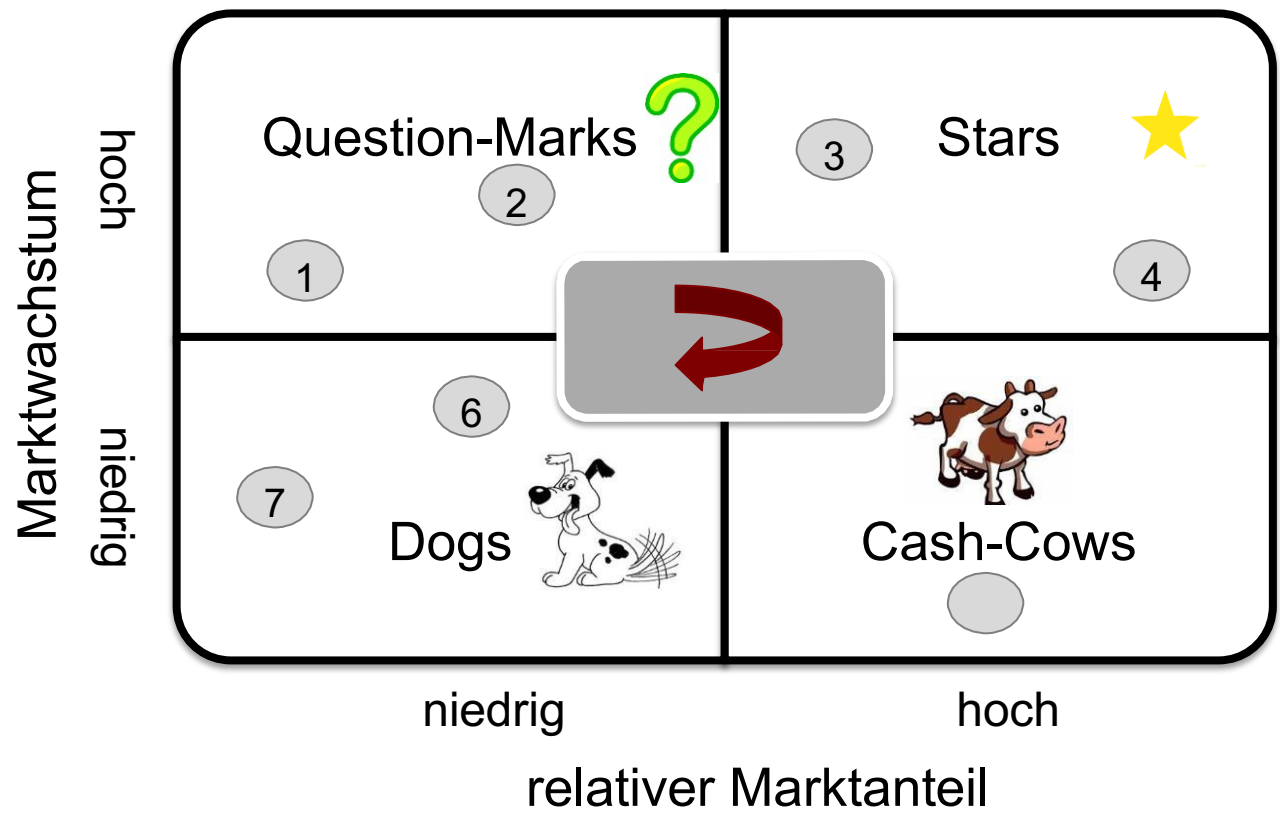 Marktwachstum
hoch
niedrig
Question-Marks
?
Stars
1
2
3
4
6
7
Dogs
Cash-Cows
niedrig
hoch
relativer Marktanteil